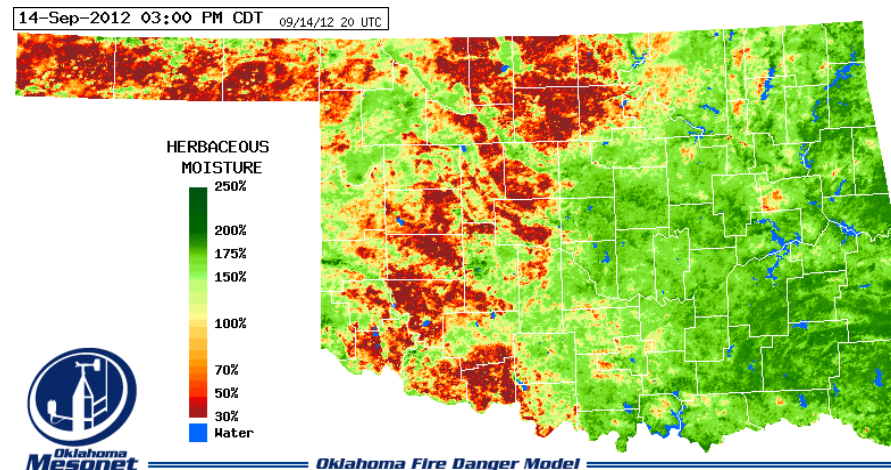 14-Sep-2012 03:00 PM CDT 09/14/12 20 UTC
HERBACEOUS
MOISTURE
250%
200%
175%
150%
100%
70%
50%
30%
Water
Oklahoma
Mesonet
Oklahoma Fire Danger Model